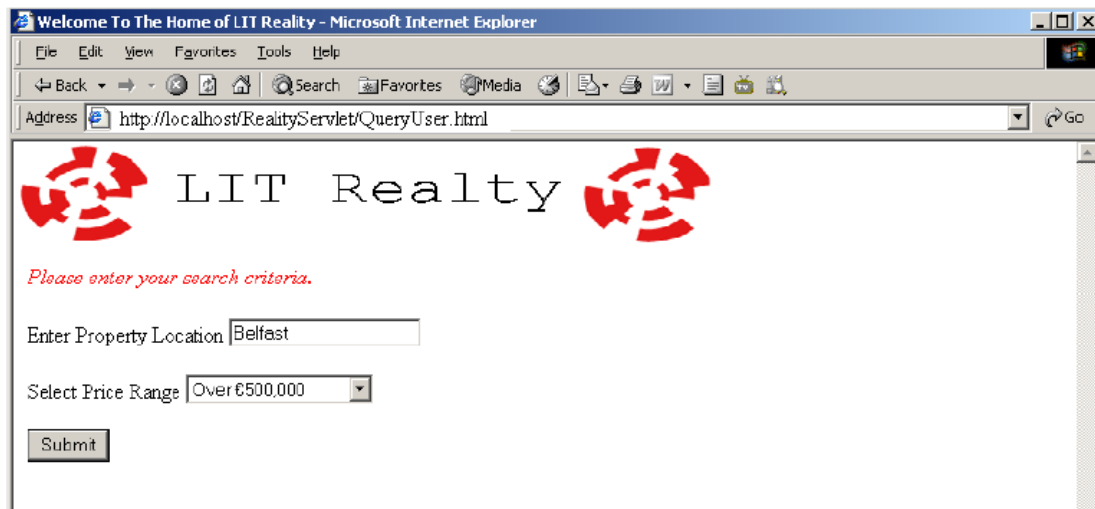 Welcome To The Home of LIT Reality - Microsoft Internet Explorer
File Edit View Favorites Tools Help
Back Search Favorites Media
Address http://localhost/RealityServlet/QueryUser.html Go
LIT Realty
Please enter your search criteria.
Enter Property Location Belfast
Select Price Range Over €500,000
Submit